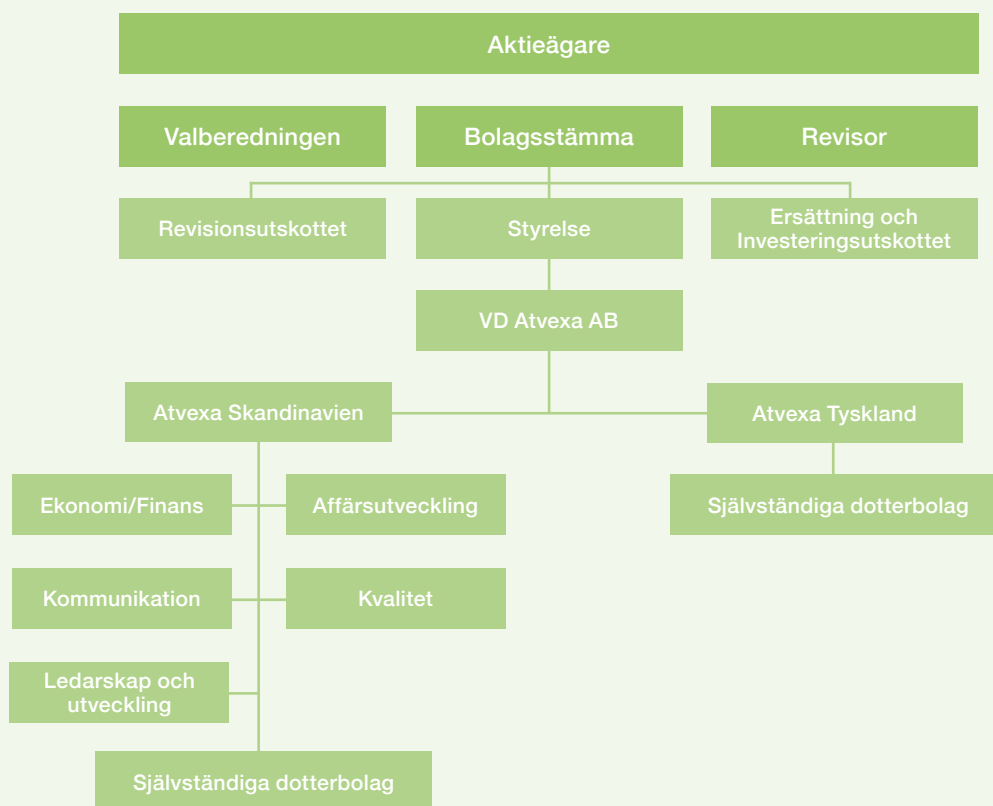 Aktieägare
Valberedningen
Bolagsstämma
Revisor
Revisionsutskottet
Styrelse
Ersättning och
Investeringsutskottet
VD Atvexa AB
Atvexa Skandinavien
Atvexa Tyskland
Ekonomi/Finans
Affärsutveckling
Självständiga dotterbolag
Kommunikation
Kvalitet
Ledarskap och
utveckling
Självständiga dotterbolag